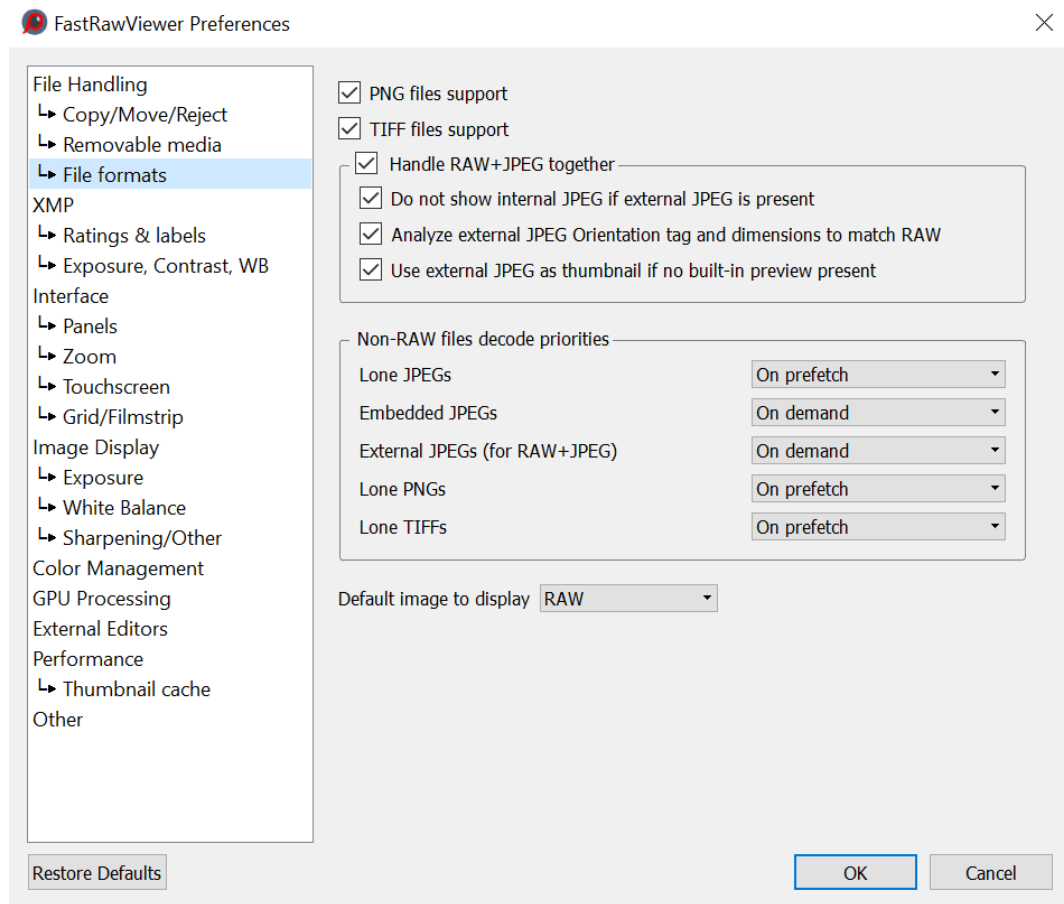 FastRawViewer Preferences
File Handling
Copy/Move/Reject
Removable media
File formats
XMP
Ratings & labels
Exposure, Contrast, WB
Interface
Panels
Zoom
Touchscreen
Grid/Filmstrip
Image Display
Exposure
White Balance
Sharpening/Other
Color Management
GPU Processing
External Editors
Performance
Thumbnail cache
Other
PNG files support
TIFF files support
Handle RAW+JPEG together
Do not show internal JPEG if external JPEG is present
Analyze external JPEG Orientation tag and dimensions to match RAW
Use external JPEG as thumbnail if no built-in preview present
Non-RAW files decode priorities
Lone JPEGs On prefetch
Embedded JPEGs On demand
External JPEGs (for RAW+JPEG) On demand
Lone PNGs On prefetch
Lone TIFFs On prefetch
Default image to display RAW
Restore Defaults OK Cancel